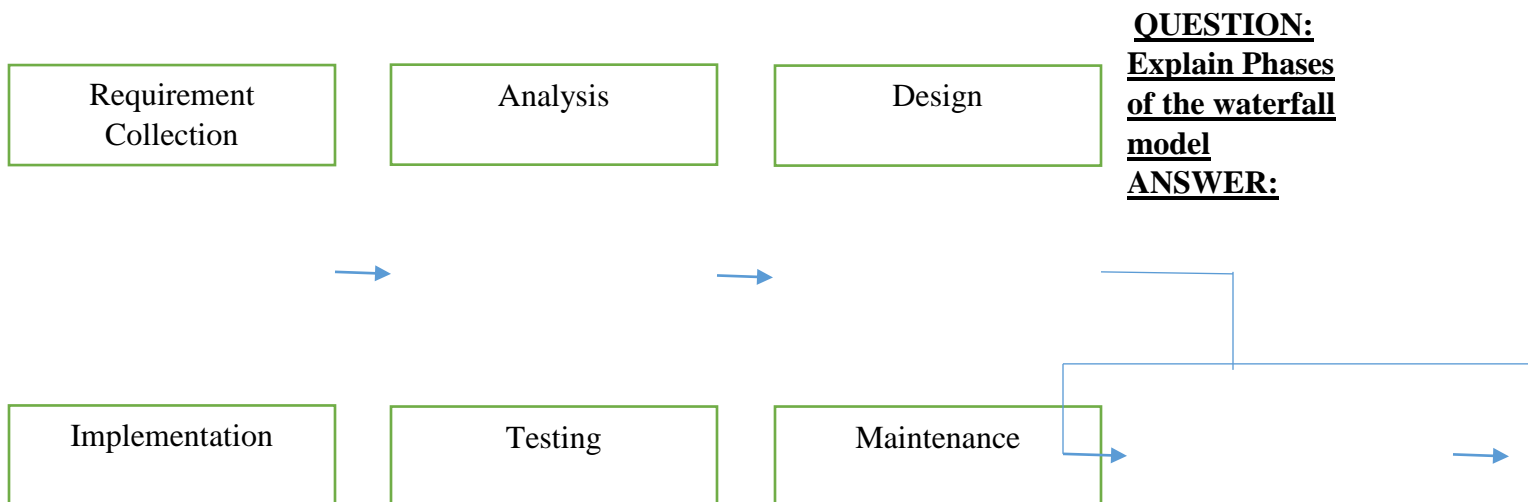 QUESTION:
Explain Phases
of the waterfall
model
ANSWER:
Requirement
Collection
Analysis
Design
Implementation
Testing
Maintenance